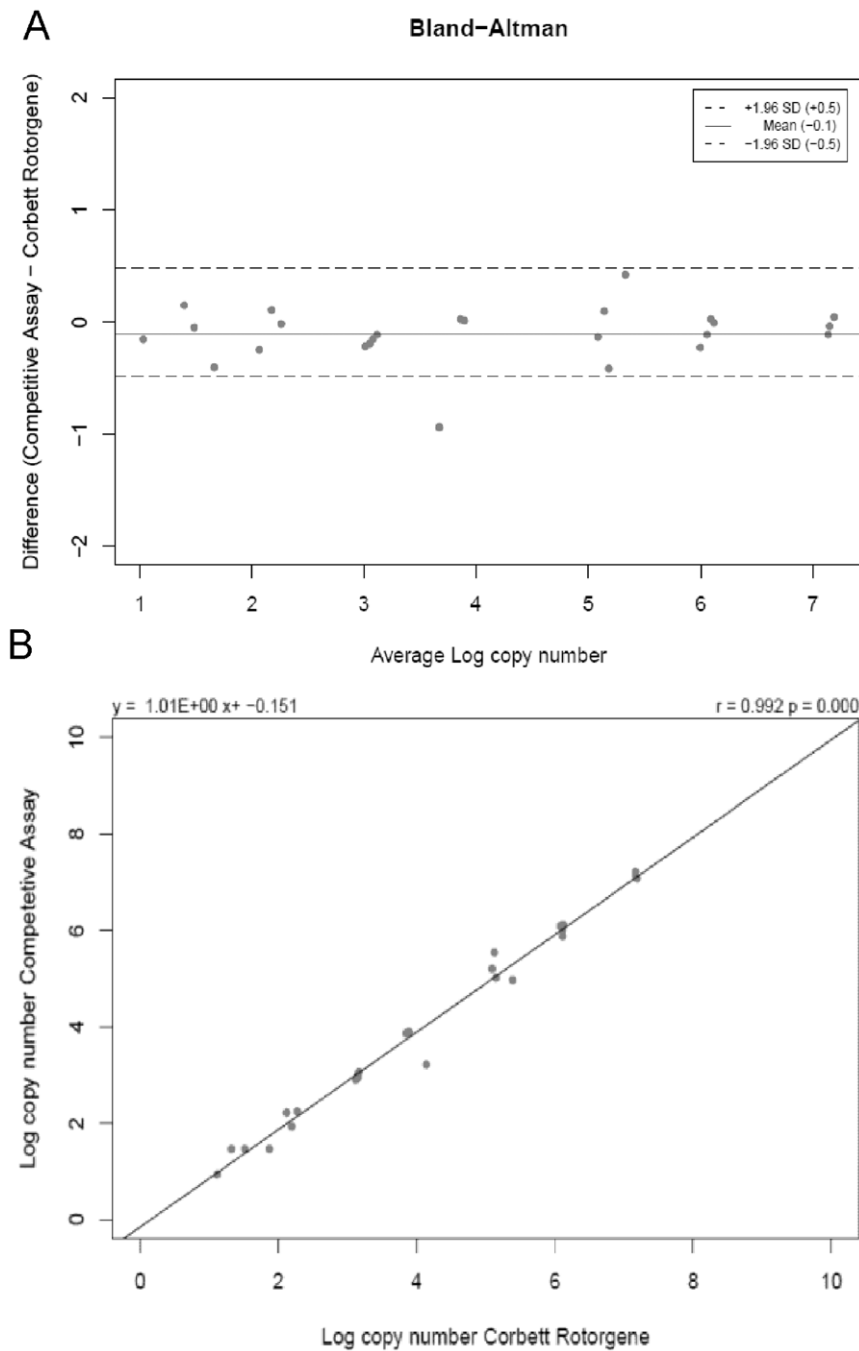 A
Bland−Altman
Difference (Competitive Assay − Corbett Rotorgene)
2
1
0
−1
−2
+1.96 SD (+0.5)
Mean (−0.1)
−1.96 SD (−0.5)
1 2 3 4 5 6 7
Average Log copy number
B
y = 1.01E+00 x+ −0.151 r = 0.992 p = 0.000
Log copy number Competetive Assay
10
8
6
4
2
0
0 2 4 6 8 10
Log copy number Corbett Rotorgene